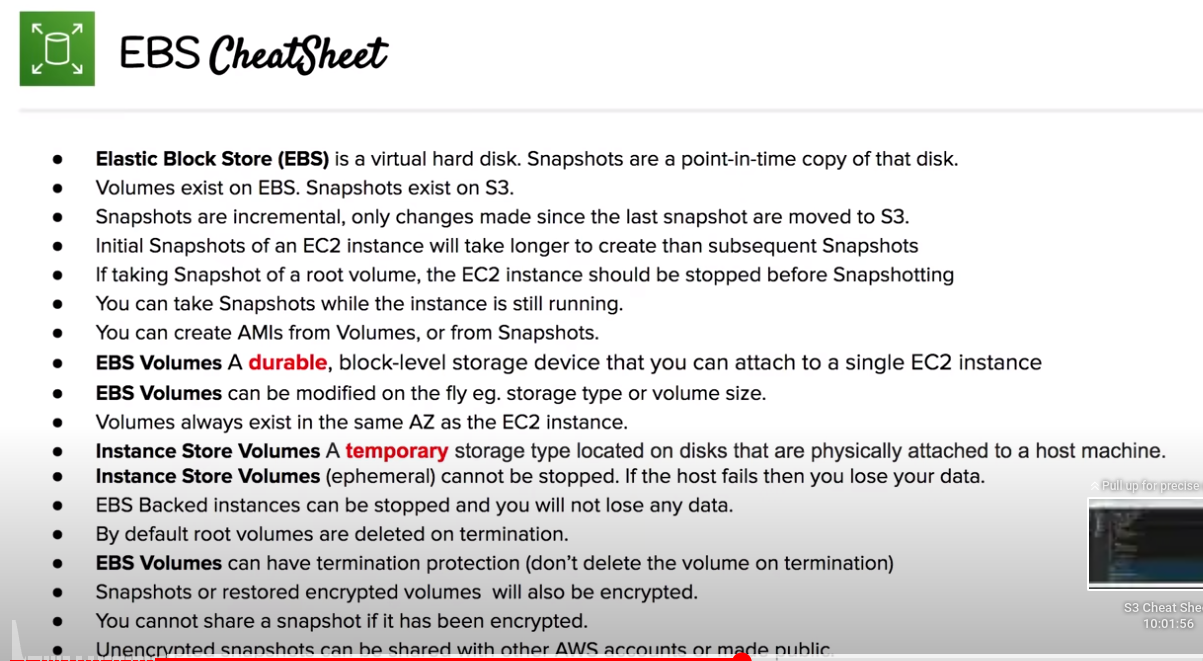 EBS CheatSheet
● Elastic Block Store (EBS) is a virtual hard disk. Snapshots are a point-in-time copy of that disk.
● Volumes exist on EBS. Snapshots exist on S3.
● Snapshots are incremental, only changes made since the last snapshot are moved to S3.
● Initial Snapshots of an EC2 instance will take longer to create than subsequent Snapshots
● If taking Snapshot of a root volume, the EC2 instance should be stopped before Snapshotting
● You can take Snapshots while the instance is still running.
● You can create AMIs from Volumes, or from Snapshots.
● EBS Volumes A durable, block-level storage device that you can attach to a single EC2 instance
● EBS Volumes can be modified on the fly eg. storage type or volume size.
● Volumes always exist in the same AZ as the EC2 instance.
● Instance Store Volumes A temporary storage type located on disks that are physically attached to a host machine.
● Instance Store Volumes (ephemeral) cannot be stopped. If the host fails then you lose your data.
● EBS Backed instances can be stopped and you will not lose any data.
● By default root volumes are deleted on termination.
● EBS Volumes can have termination protection (don’t delete the volume on termination)
● Snapshots or restored encrypted volumes will also be encrypted.
● You cannot share a snapshot if it has been encrypted.
● Unencrypted snapshots can be shared with other AWS accounts or made public.
Pull up for precise
S3 Cheat She
10:01:56